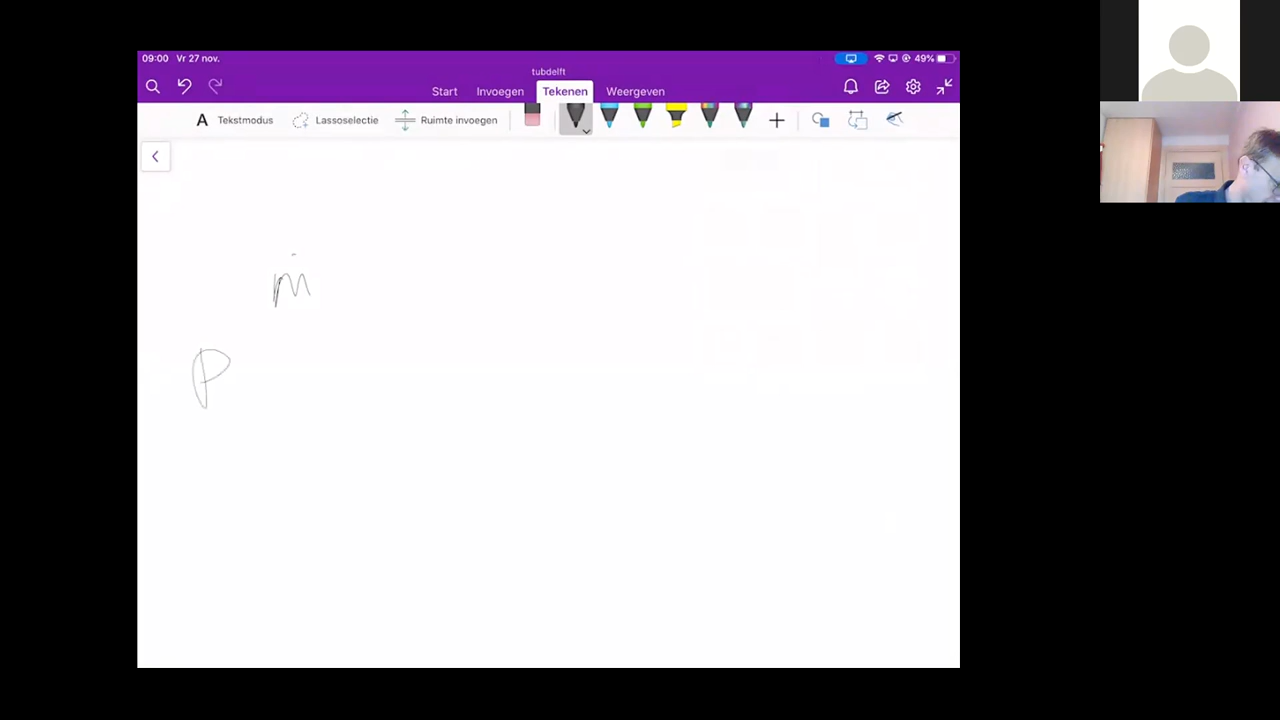 09:00 Vr 27 nov. 49%
tubdelft
Start Invoegen Tekenen Weergeven
A Tekstmodus Lassoselectie Ruimte invoegen
ṁ
P